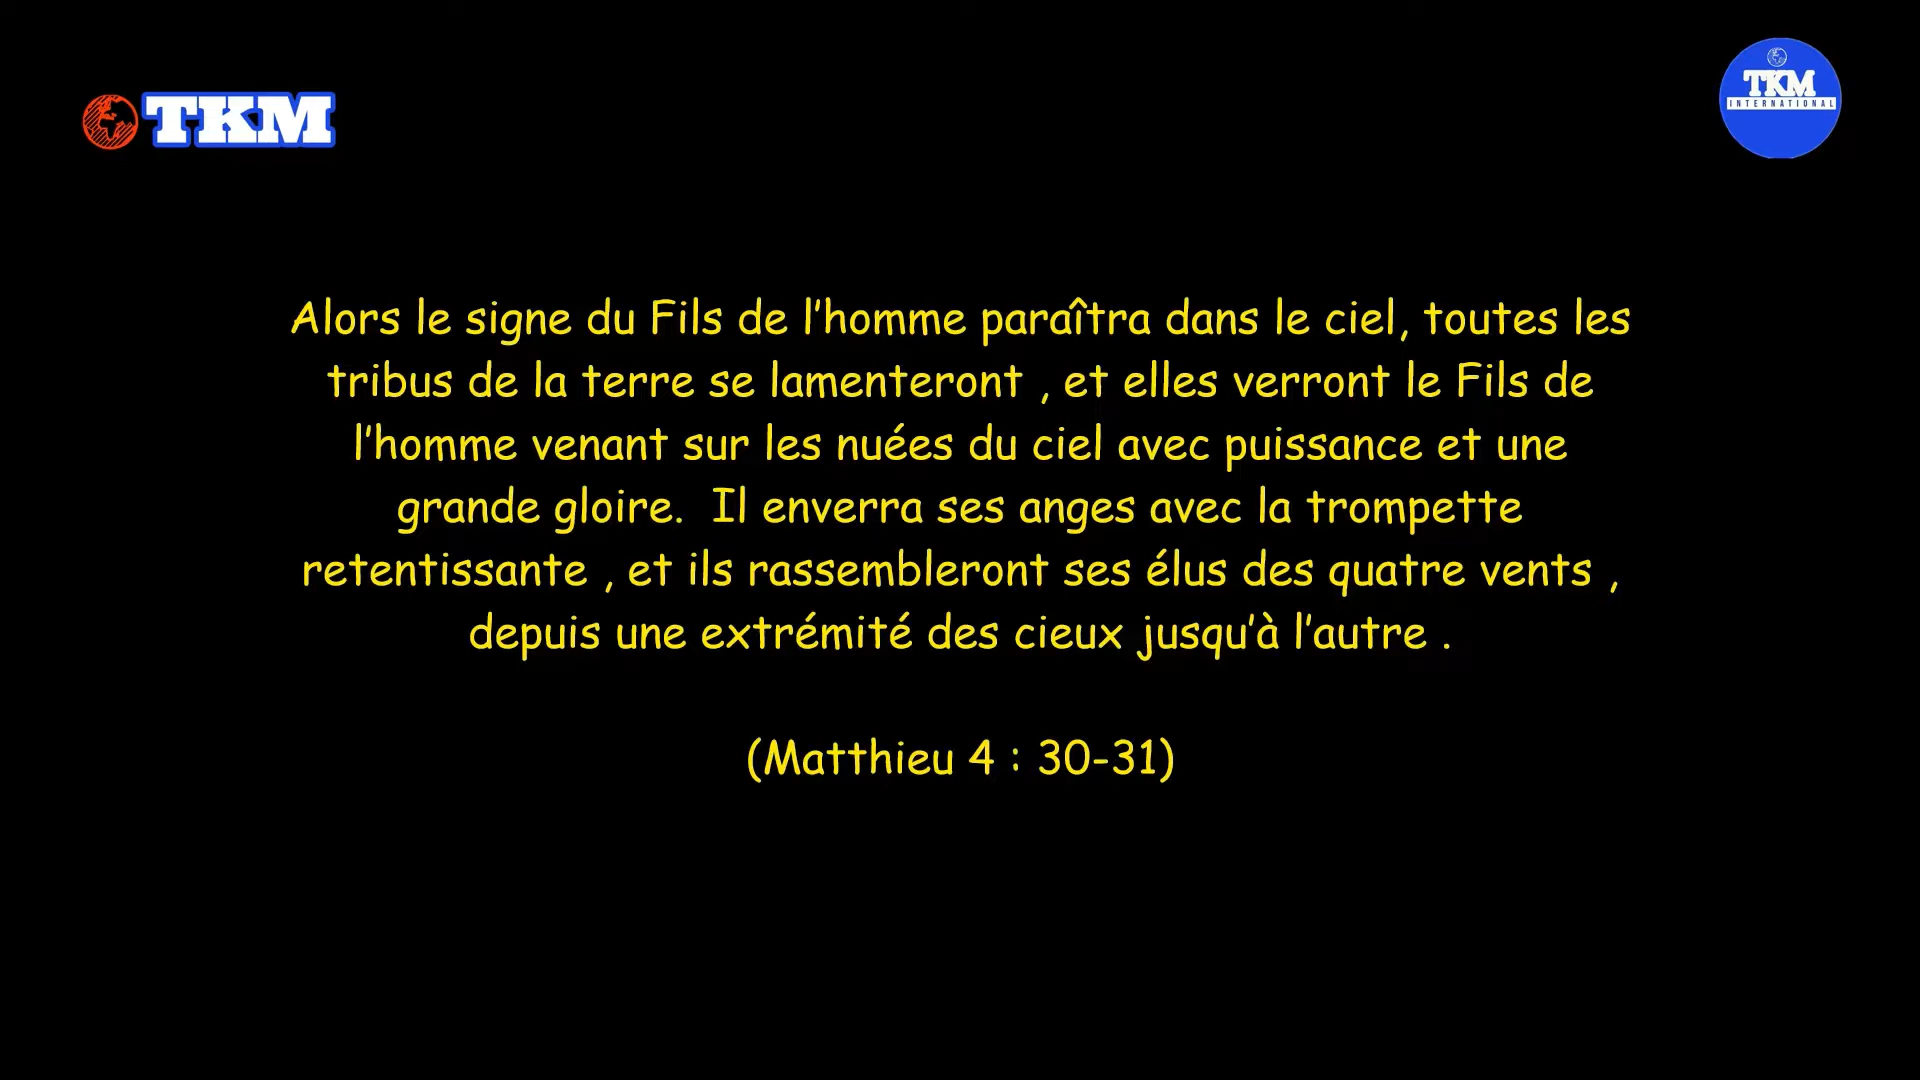 TKM
TKM
INTERNATIONAL
Alors le signe du Fils de l'homme paraîtra dans le ciel, toutes les
tribus de la terre se lamenteront , et elles verront le Fils de
l'homme venant sur les nuées du ciel avec puissance et une
grande gloire.  Il enverra ses anges avec la trompette
retentissante , et ils rassembleront ses élus des quatre vents ,
depuis une extrémité des cieux jusqu'à l'autre .
(Matthieu 4 : 30-31)